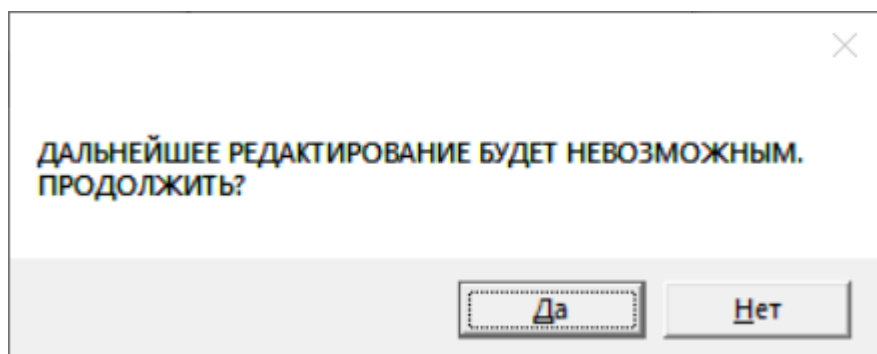 ДАЛЬНЕЙШЕЕ РЕДАКТИРОВАНИЕ БУДЕТ НЕВОЗМОЖНЫМ.
ПРОДОЛЖИТЬ?
Да Нет